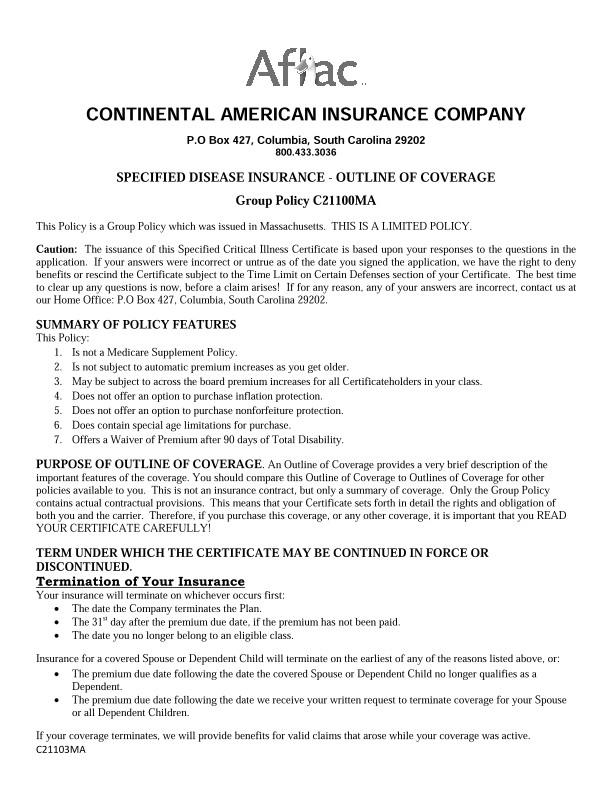 Aflac
CONTINENTAL AMERICAN INSURANCE COMPANY
P.O Box 427, Columbia, South Carolina 29202
800.433.3036
SPECIFIED DISEASE INSURANCE - OUTLINE OF COVERAGE
Group Policy C21100MA
This Policy is a Group Policy which was issued in Massachusetts.  THIS IS A LIMITED POLICY.
Caution:  The issuance of this Specified Critical Illness Certificate is based upon your responses to the questions in the
application.  If your answers were incorrect or untrue as of the date you signed the application, we have the right to deny
benefits or rescind the Certificate subject to the Time Limit on Certain Defenses section of your Certificate.  The best time
to clear up any questions is now, before a claim arises!  If for any reason, any of your answers are incorrect, contact us at
our Home Office: P.O Box 427, Columbia, South Carolina 29202.
SUMMARY OF POLICY FEATURES
This Policy:
1. Is not a Medicare Supplement Policy.
2. Is not subject to automatic premium increases as you get older.
3. May be subject to across the board premium increases for all Certificateholders in your class.
4. Does not offer an option to purchase inflation protection.
5. Does not offer an option to purchase nonforfeiture protection.
6. Does contain special age limitations for purchase.
7. Offers a Waiver of Premium after 90 days of Total Disability.
PURPOSE OF OUTLINE OF COVERAGE. An Outline of Coverage provides a very brief description of the
important features of the coverage. You should compare this Outline of Coverage to Outlines of Coverage for other
policies available to you.  This is not an insurance contract, but only a summary of coverage.  Only the Group Policy
contains actual contractual provisions.  This means that your Certificate sets forth in detail the rights and obligation of
both you and the carrier.  Therefore, if you purchase this coverage, or any other coverage, it is important that you READ
YOUR CERTIFICATE CAREFULLY!
TERM UNDER WHICH THE CERTIFICATE MAY BE CONTINUED IN FORCE OR
DISCONTINUED.
Termination of Your Insurance
Your insurance will terminate on whichever occurs first:
• The date the Company terminates the Plan.
• The 31st day after the premium due date, if the premium has not been paid.
• The date you no longer belong to an eligible class.
Insurance for a covered Spouse or Dependent Child will terminate on the earliest of any of the reasons listed above, or:
• The premium due date following the date the covered Spouse or Dependent Child no longer qualifies as a
Dependent.
• The premium due date following the date we receive your written request to terminate coverage for your Spouse
or all Dependent Children.
If your coverage terminates, we will provide benefits for valid claims that arose while your coverage was active.
C21103MA